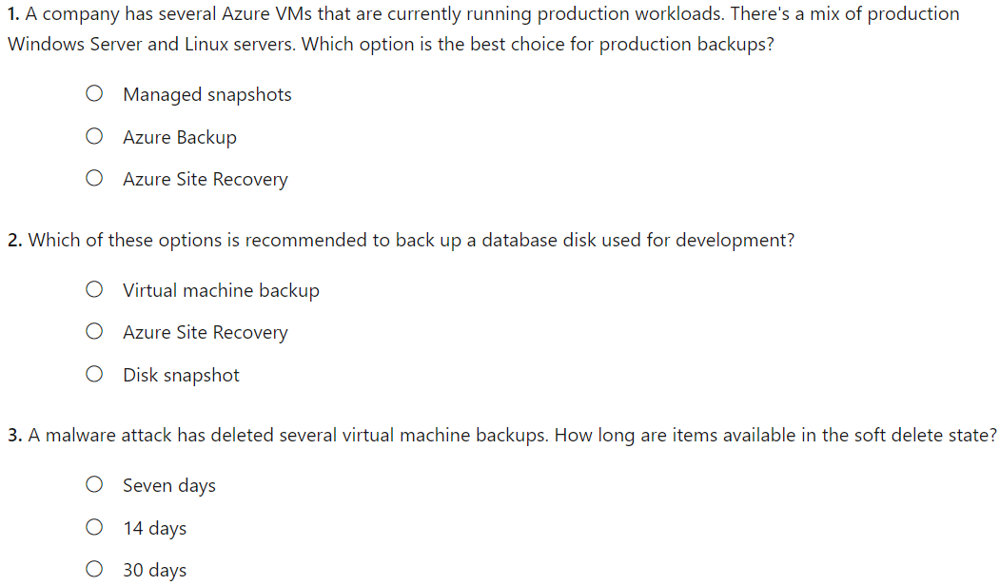 1. A company has several Azure VMs that are currently running production workloads. There's a mix of production
Windows Server and Linux servers. Which option is the best choice for production backups?
Managed snapshots
Azure Backup
Azure Site Recovery
2. Which of these options is recommended to back up a database disk used for development?
Virtual machine backup
Azure Site Recovery
Disk snapshot
3. A malware attack has deleted several virtual machine backups. How long are items available in the soft delete state?
Seven days
14 days
30 days